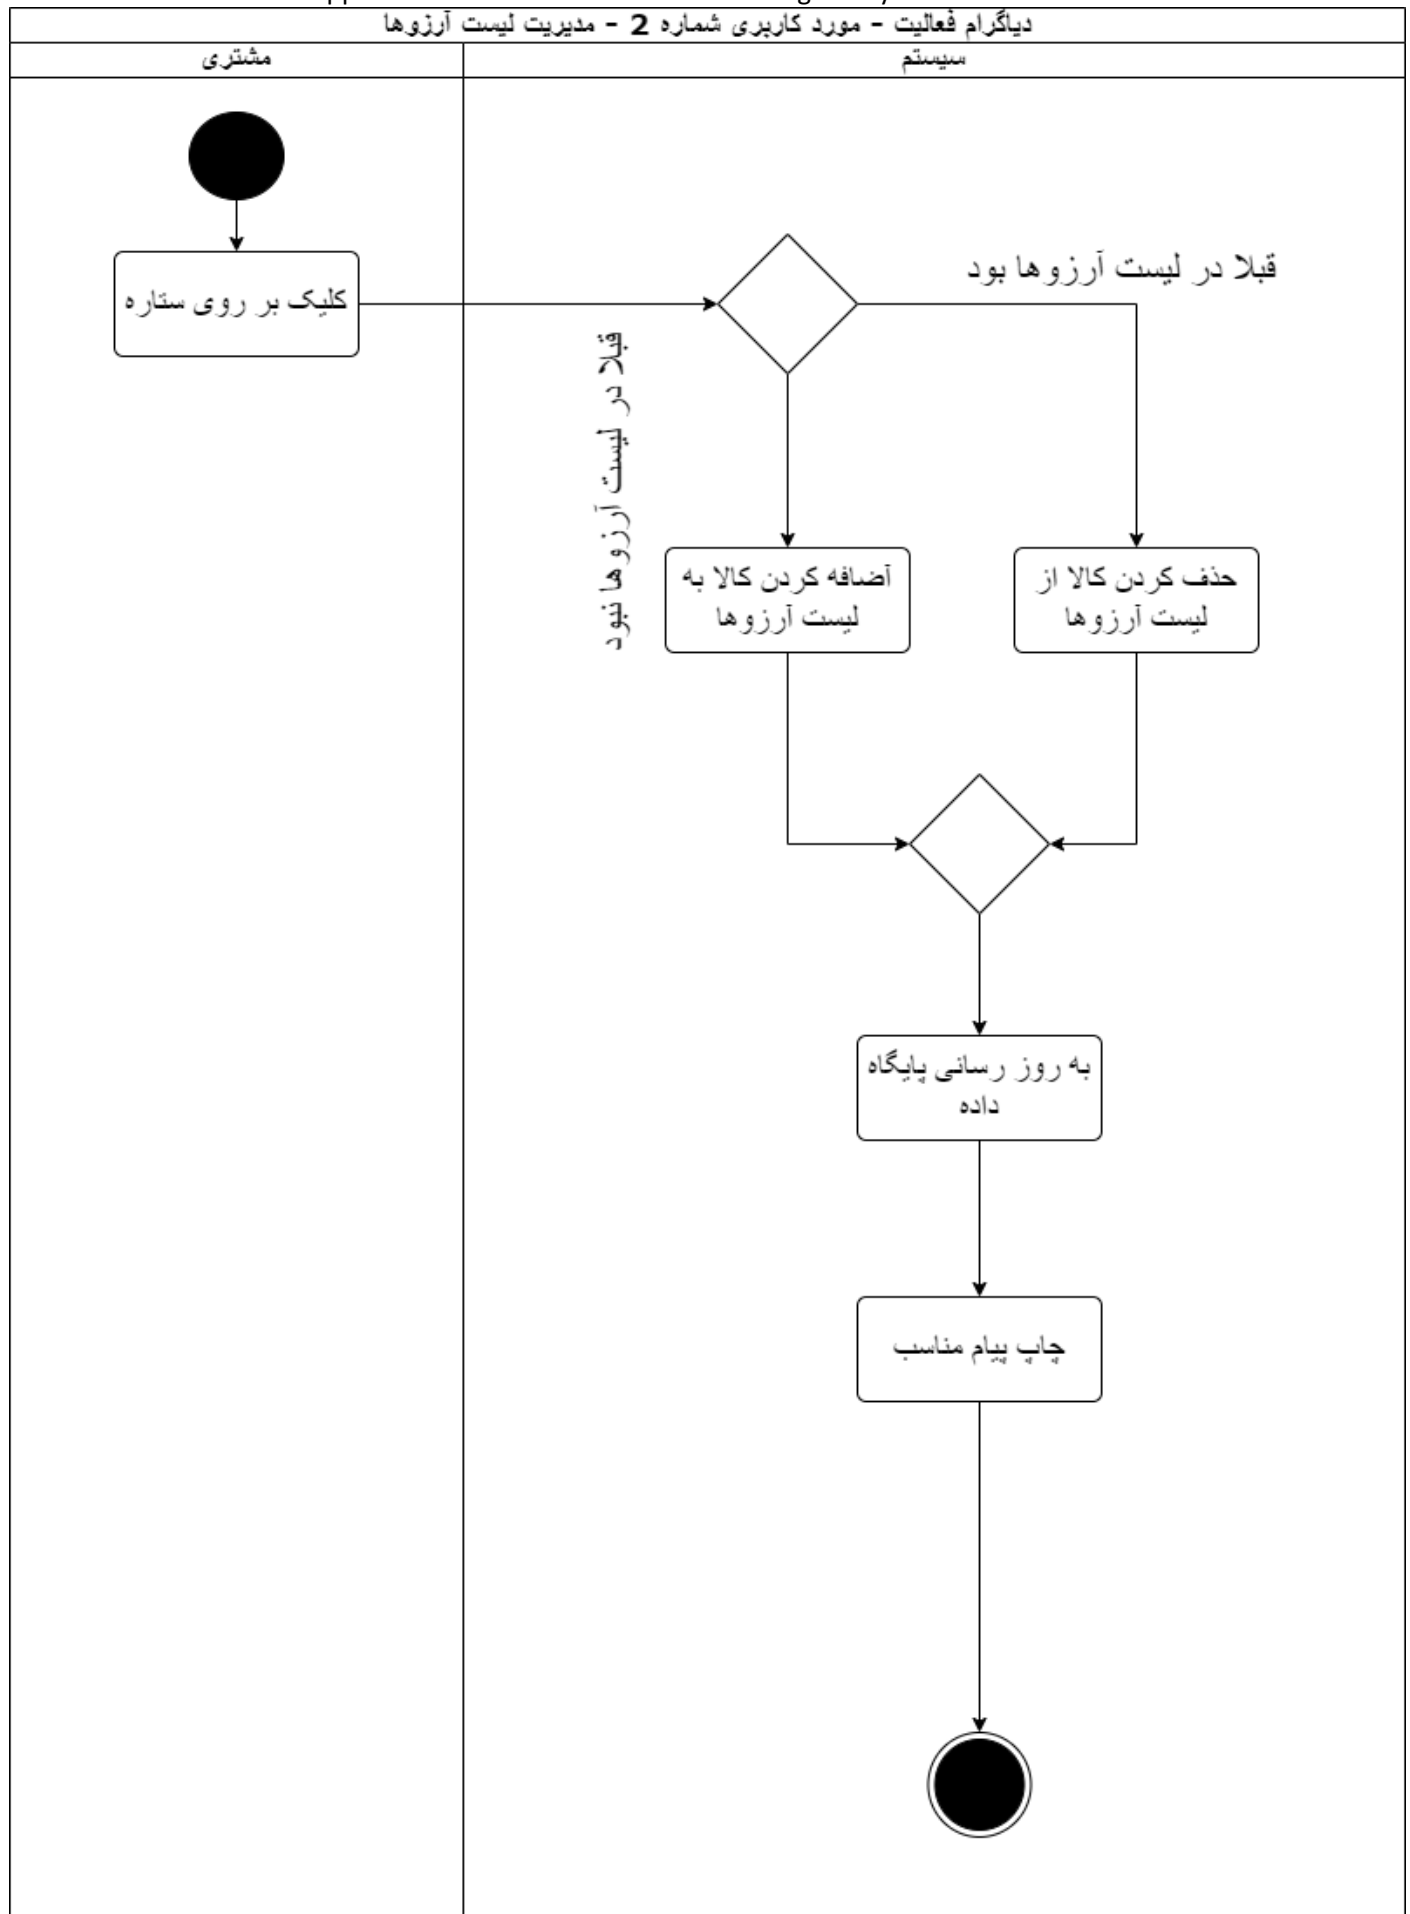 دیاگرام فعالیت - مورد کاربری شماره 2 - مدیریت لیست آرزوها
مشتری
سیستم
قبلا در لیست آرزوها بود
کلیک بر روی ستاره
قبلا در لیست آرزوها نبود
آضافه کردن کالا به
لیست آرزوها
حذف کردن کالا از
لیست آرزوها
به روز رسانی پایگاه
داده
چاپ پیام مناسب